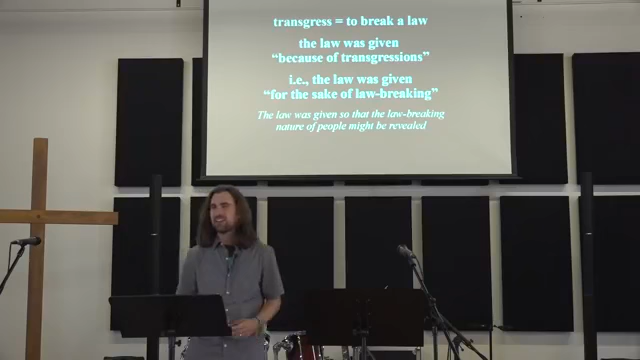 transgress = to break a law
the law was given
“because of transgressions”
i.e., the law was given
“for the sake of law-breaking”
The law was given so that the law-breaking
nature of people might be revealed